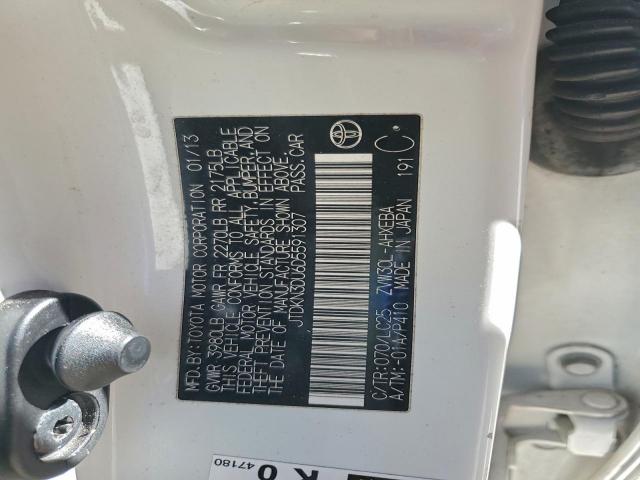 MFD.BY:TOYOTA MOTOR CORPORATION 01/13
GVWR 3980LB GAWR FR 2270LB RR 2175LB
THIS VEHICLE CONFORMS TO ALL APPLICABLE
FEDERAL MOTOR VEHICLE SAFETY,BUMPER, AND
THEFT PREVENTION STANDARDS IN EFFECT ON
THE DATE OF MANUFACTURE SHOWN ABOVE.
JTDKN3DU6D5591307 PASS.CAR
C/TR:070/LC25 ZVW30L-AHXEBA
A/TM:-01A/P410 MADE IN JAPAN
191
C
47180
K 0